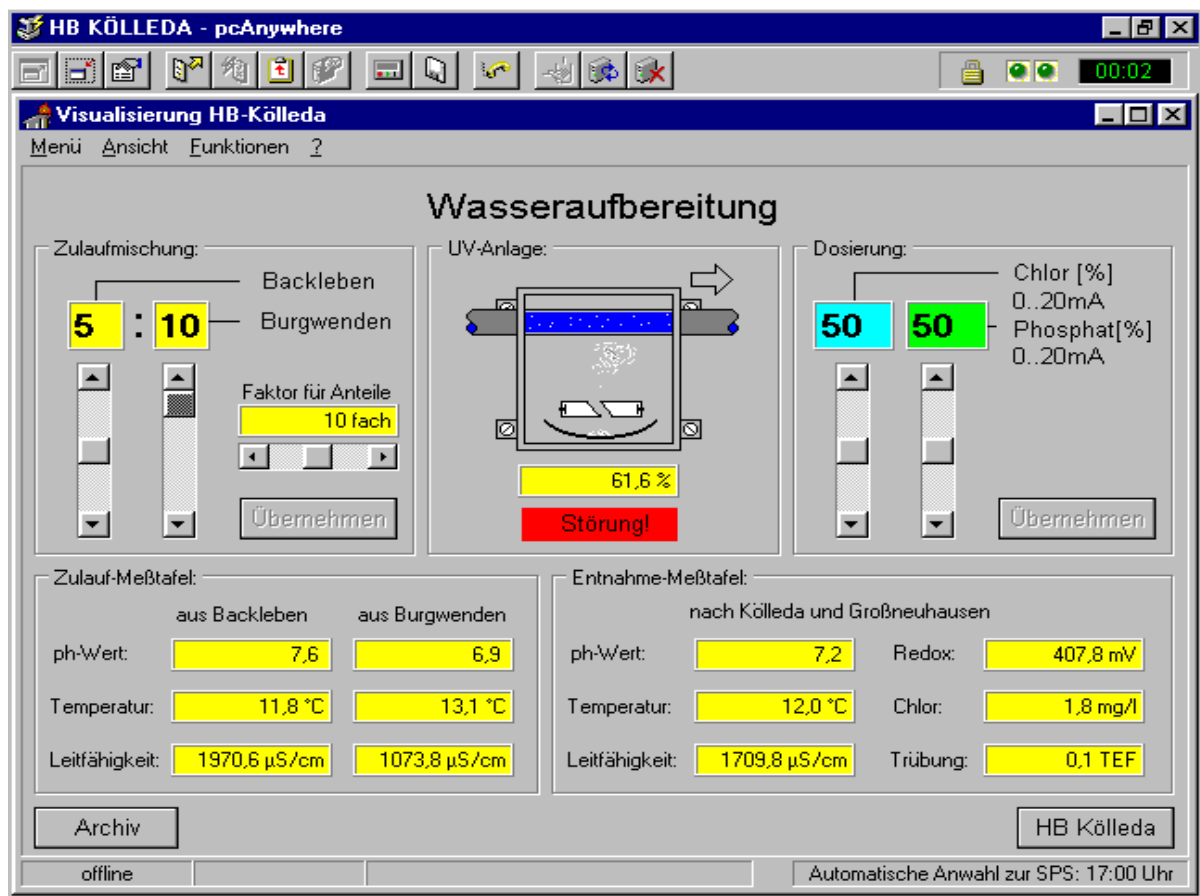 HB KÖLLEDA - pcAnywhere
00:02
Visualisierung HB-Kölleda
Menü Ansicht Funktionen ?
Wasseraufbereitung
Zulaufmischung:
Backleben
5 : 10
Burgwenden
Faktor für Anteile
10 fach
Übernehmen
UV-Anlage:
61,6 %
Störung!
Dosierung:
Chlor [%]
0..20mA
50 50
Phosphat[%]
0..20mA
Übernehmen
Zulauf-Meßtafel:
aus Backleben aus Burgwenden
ph-Wert: 7,6 6,9
Temperatur: 11,8 °C 13,1 °C
Leitfähigkeit: 1970,6 µS/cm 1073,8 µS/cm
Entnahme-Meßtafel:
nach Kölleda und Großneuhausen
ph-Wert: 7,2 Redox: 407,8 mV
Temperatur: 12,0 °C Chlor: 1,8 mg/l
Leitfähigkeit: 1709,8 µS/cm Trübung: 0,1 TEF
Archiv HB Kölleda
offline Automatische Anwahl zur SPS: 17:00 Uhr